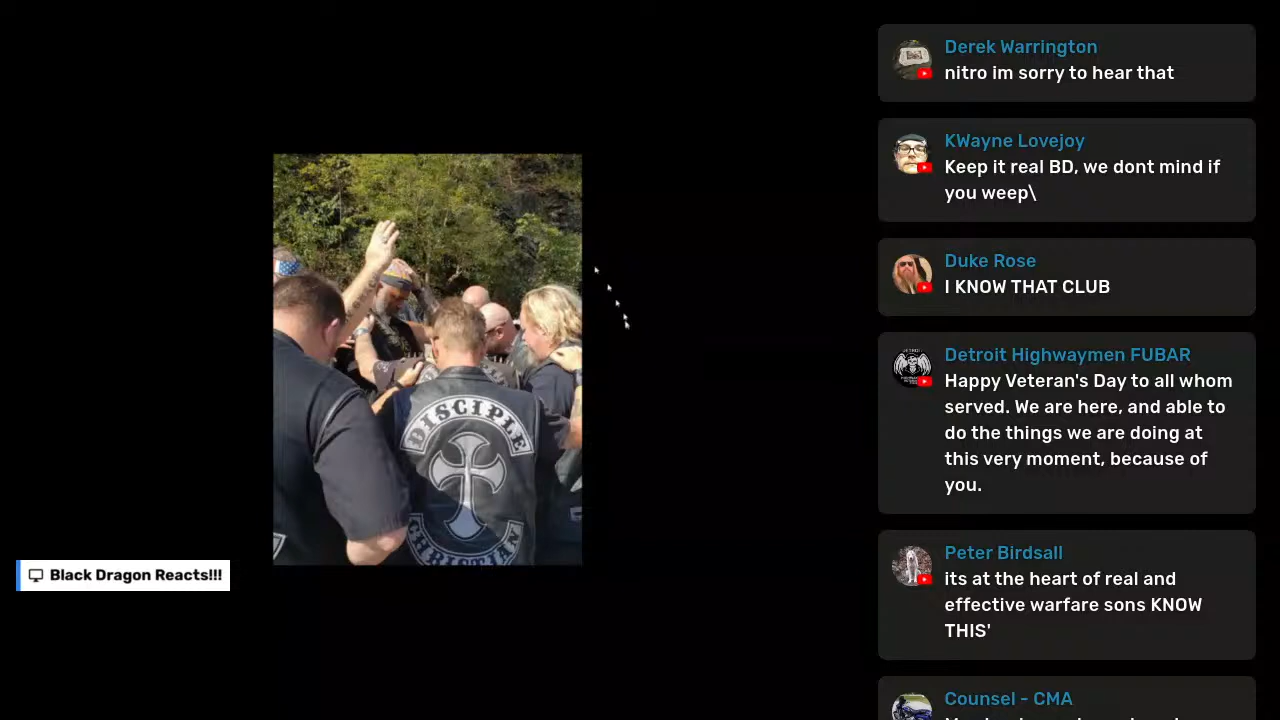 DISCIPLE
CHRISTIAN
Black Dragon Reacts!!!
Derek Warrington
nitro im sorry to hear that
KWayne Lovejoy
Keep it real BD, we dont mind if
you weep\
Duke Rose
I KNOW THAT CLUB
Detroit Highwaymen FUBAR
Happy Veteran's Day to all whom
served. We are here, and able to
do the things we are doing at
this very moment, because of
you.
Peter Birdsall
its at the heart of real and
effective warfare sons KNOW
THIS'
Counsel - CMA